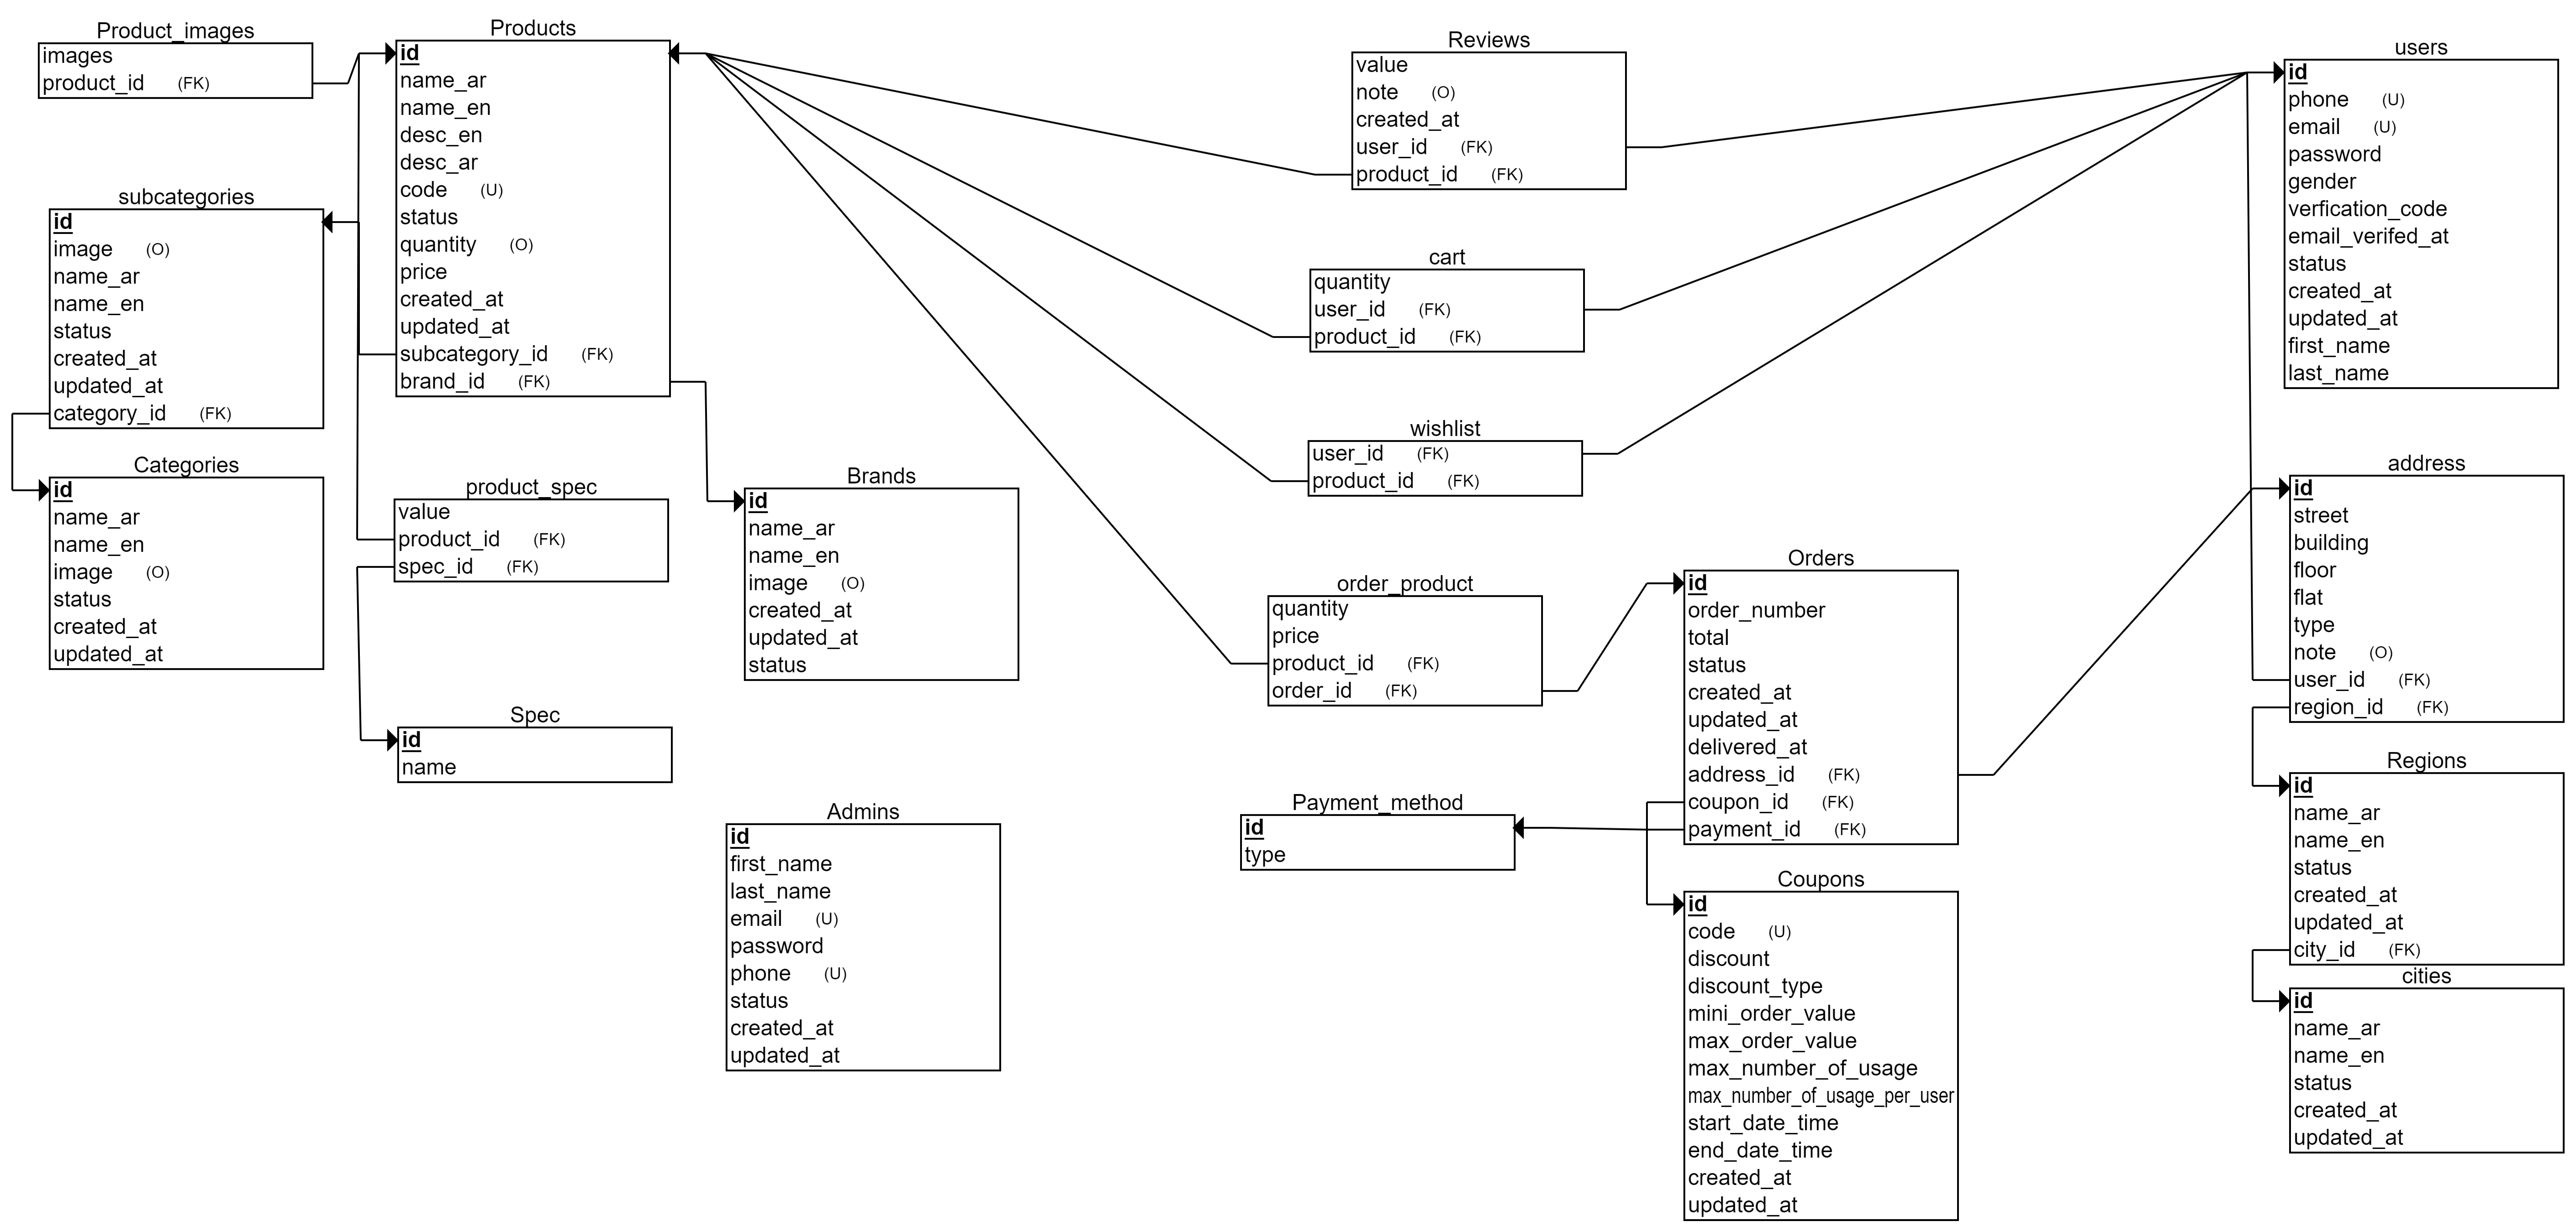 Product_images
images
product_id (FK)
Products
id
name_ar
name_en
desc_en
desc_ar
code (U)
status
quantity (O)
price
created_at
updated_at
subcategory_id (FK)
brand_id (FK)
subcategories
id
image (O)
name_ar
name_en
status
created_at
updated_at
category_id (FK)
Categories
id
name_ar
name_en
image (O)
status
created_at
updated_at
product_spec
value
product_id (FK)
spec_id (FK)
Spec
id
name
Brands
id
name_ar
name_en
image (O)
created_at
updated_at
status
Admins
id
first_name
last_name
email (U)
password
phone (U)
status
created_at
updated_at
Reviews
value
note (O)
created_at
user_id (FK)
product_id (FK)
cart
quantity
user_id (FK)
product_id (FK)
wishlist
user_id (FK)
product_id (FK)
order_product
quantity
price
product_id (FK)
order_id (FK)
Payment_method
id
type
Orders
id
order_number
total
status
created_at
updated_at
delivered_at
address_id (FK)
coupon_id (FK)
payment_id (FK)
Coupons
id
code (U)
discount
discount_type
mini_order_value
max_order_value
max_number_of_usage
max_number_of_usage_per_user
start_date_time
end_date_time
created_at
updated_at
users
id
phone (U)
email (U)
password
gender
verfication_code
email_verifed_at
status
created_at
updated_at
first_name
last_name
address
id
street
building
floor
flat
type
note (O)
user_id (FK)
region_id (FK)
Regions
id
name_ar
name_en
status
created_at
updated_at
city_id (FK)
cities
id
name_ar
name_en
status
created_at
updated_at